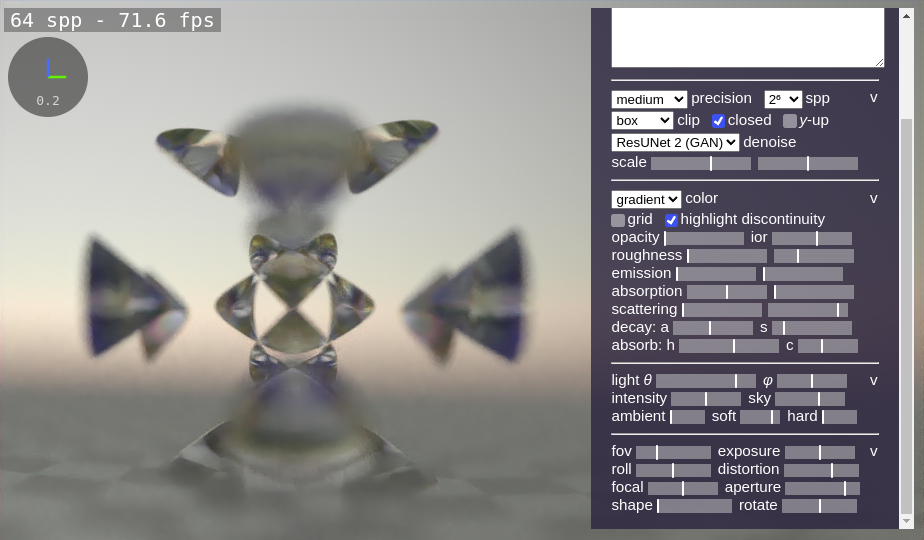 64 spp - 71.6 fps
0.2
medium precision 2⁶ spp v
box clip closed y-up
ResUNet 2 (GAN) denoise
scale
gradient color v
grid highlight discontinuity
opacity ior
roughness
emission
absorption
scattering
decay: a s
absorb: h c
light θ φ v
intensity sky
ambient soft hard
fov exposure v
roll distortion
focal aperture
shape rotate